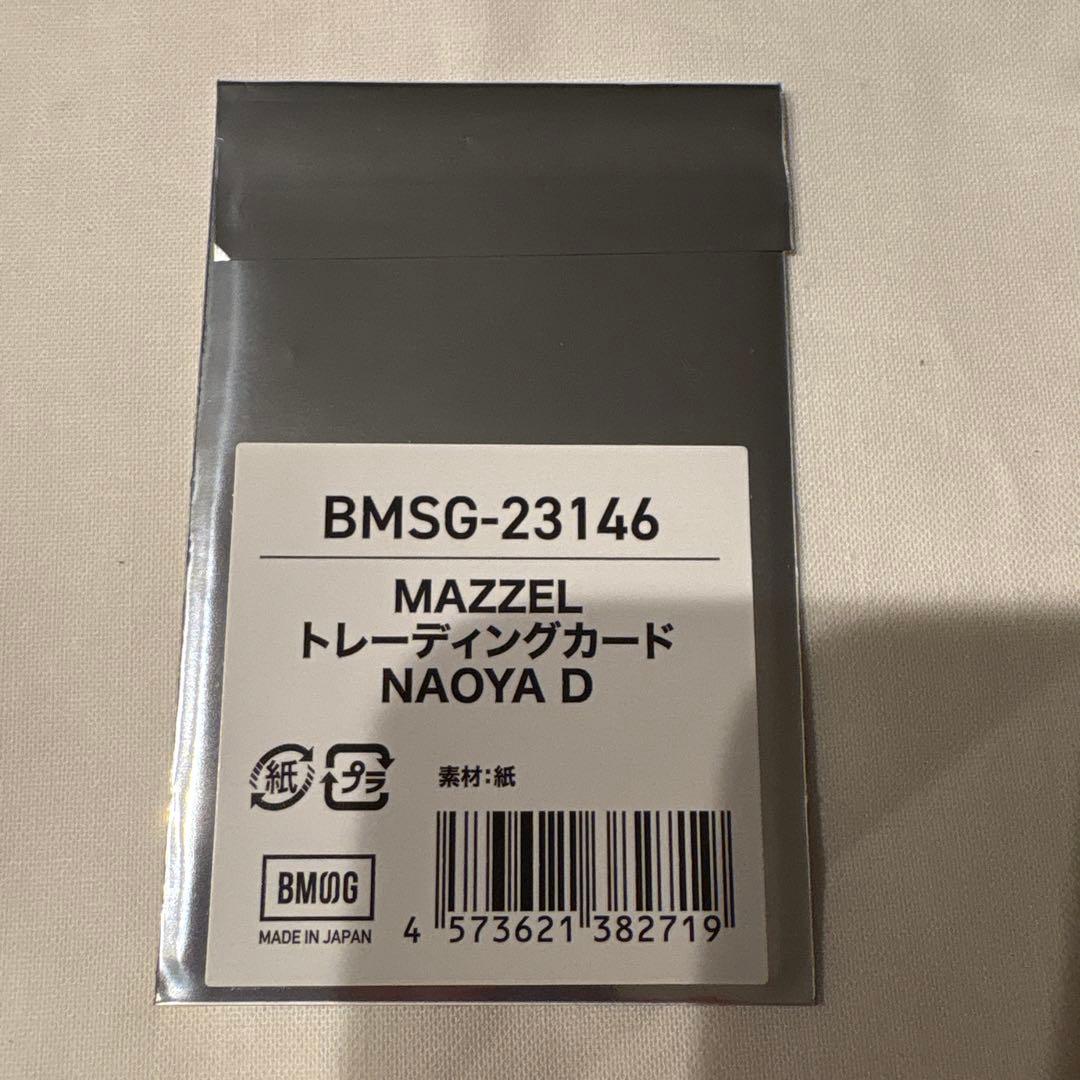 BMSG-23146
MAZZEL
トレーディングカード
NAOYA D
紙
プラ
素材:紙
BMSG
MADE IN JAPAN
4 573621 382719